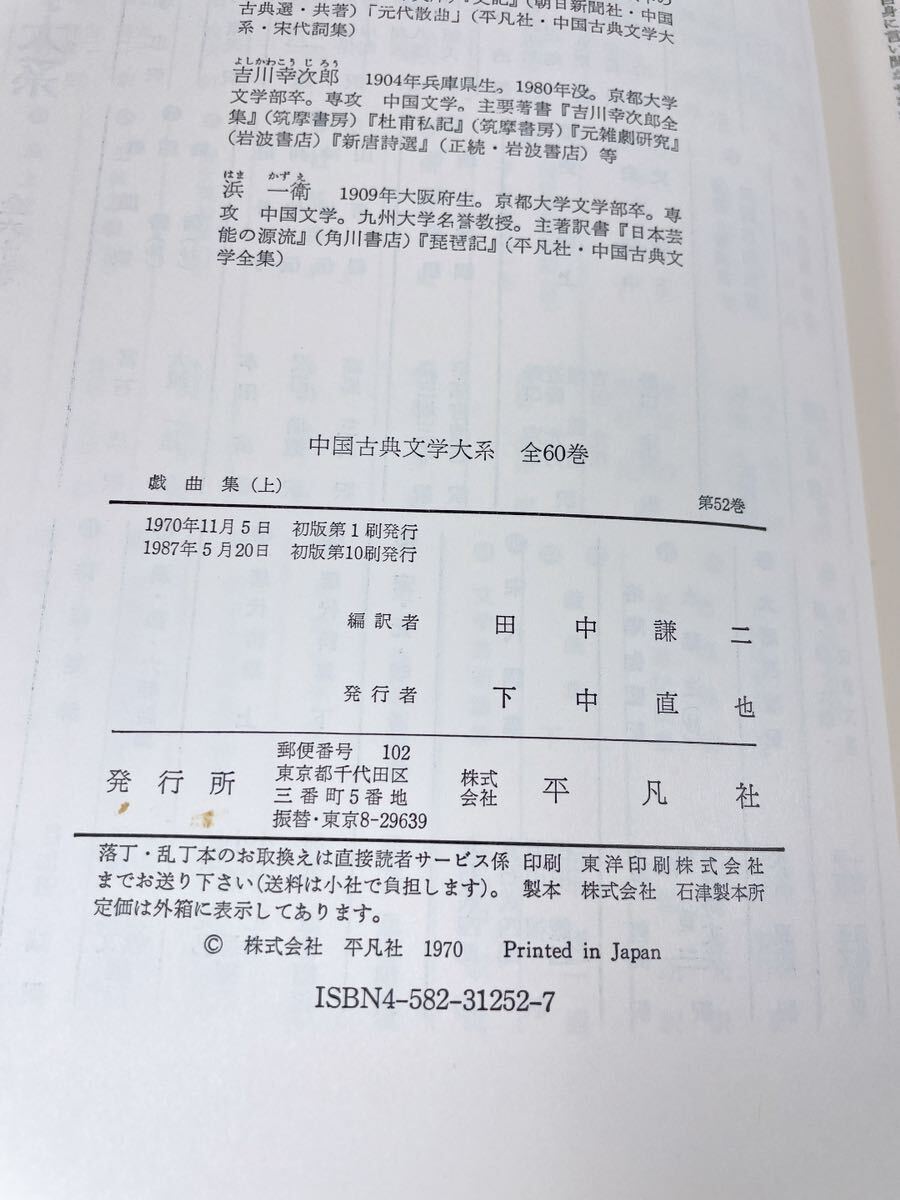 古典選・共著)「元代散曲」(平凡社・中国古典文学大
系・宋代詞集)
よしかわこうじろう
吉川幸次郎 1904年兵庫県生。1980年没。京都大学
文学部卒。専攻 中国文学。主要著書『吉川幸次郎全
集』(筑摩書房)『杜甫私記』(筑摩書房)『元雑劇研究』
(岩波書店)『新唐詩選』(正続・岩波書店)等
はま かずえ
浜 一衛 1909年大阪府生。京都大学文学部卒。専
攻 中国文学。九州大学名誉教授。主著訳書『日本芸
能の源流』(角川書店)『琵琶記』(平凡社・中国古典文
学全集)
中国古典文学大系 全60巻
戯曲集(上) 第52巻
1970年11月5日 初版第1刷発行
1987年5月20日 初版第10刷発行
編訳者 田中謙二
発行者 下中直也
発行所
郵便番号 102
東京都千代田区
三番町5番地
振替・東京8-29639
株式会社 平凡社
落丁・乱丁本のお取換えは直接読者サービス係
までお送り下さい(送料は小社で負担します)。
定価は外箱に表示してあります。
印刷 東洋印刷株式会社
製本 株式会社 石津製本所
© 株式会社 平凡社 1970 Printed in Japan
ISBN4-582-31252-7